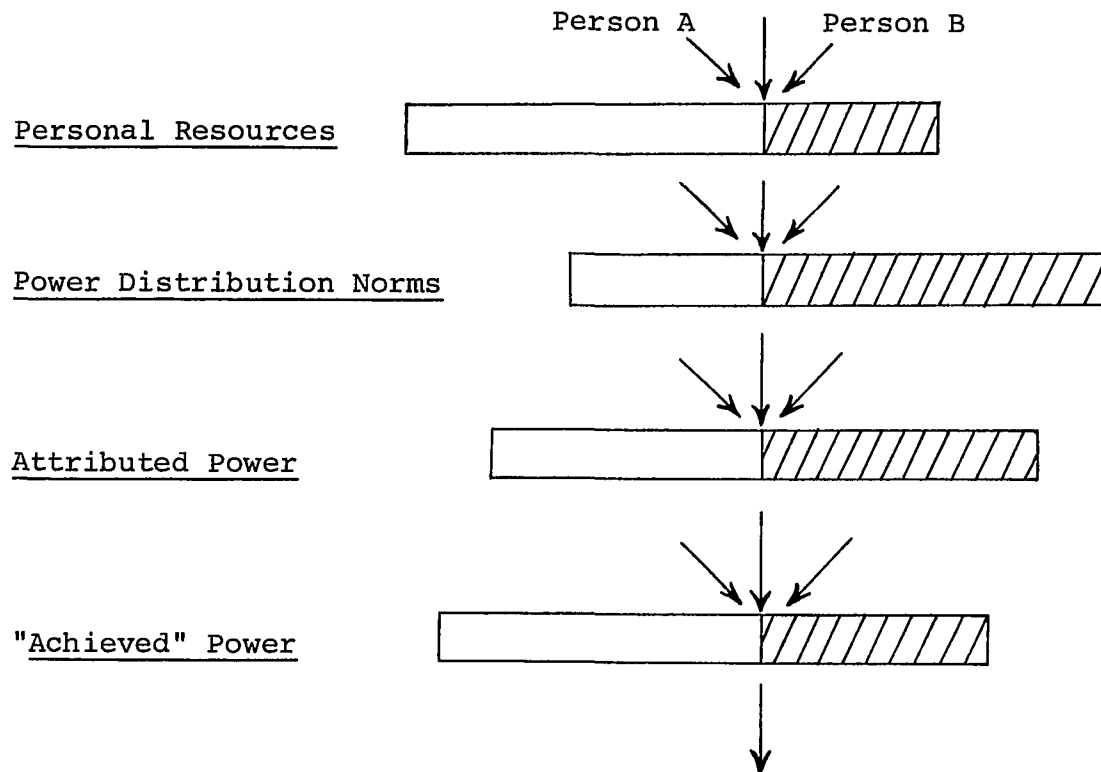 Person A Person B
Personal Resources
Power Distribution Norms
Attributed Power
"Achieved" Power